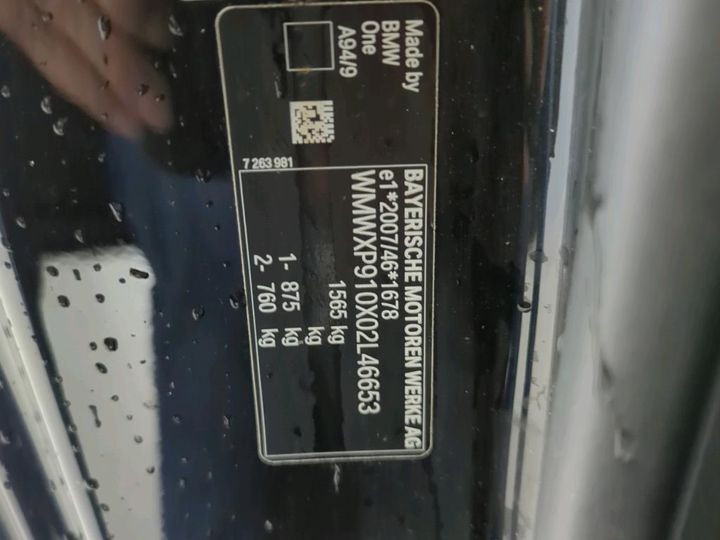 Made by
BMW
One
A94/9
7 263 981
BAYERISCHE MOTOREN WERKE AG
e1*2007/46*1678
WMWXP910X02L46653
1565 kg
1- 875 kg
2- 760 kg